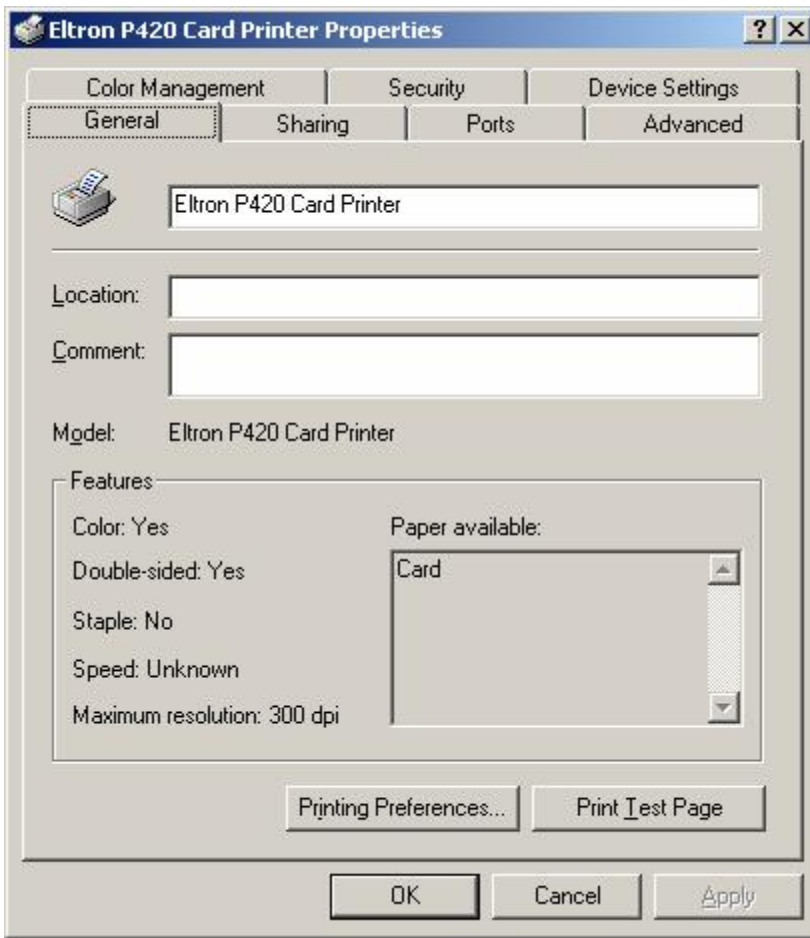 Eltron P420 Card Printer Properties
Color Management Security Device Settings
General Sharing Ports Advanced
Eltron P420 Card Printer
Location:
Comment:
Model: Eltron P420 Card Printer
Features
Color: Yes Paper available:
Double-sided: Yes Card
Staple: No
Speed: Unknown
Maximum resolution: 300 dpi
Printing Preferences... Print Test Page
OK Cancel Apply